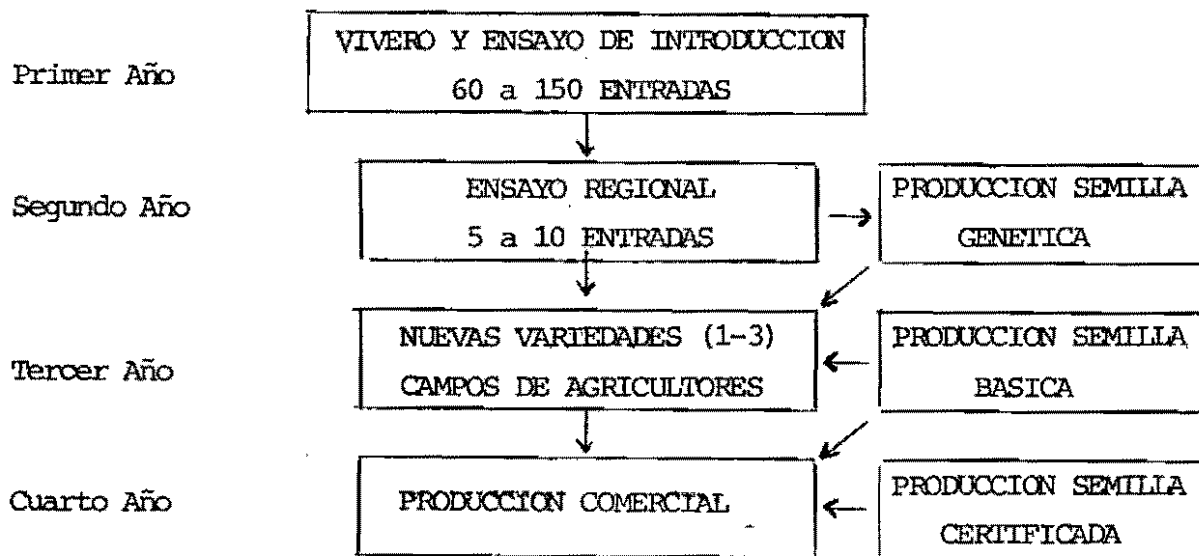 VIVERO Y ENSAYO DE INTRODUCCION
Primer Año
60 a 150 ENTRADAS
ENSAYO REGIONAL
PRODUCCION SEMILLA
Segundo Año
5 a 10 ENTRADAS
GENETICA
NUEVAS VARIEDADES (1-3)
PRODUCCION SEMILLA
Tercer Año
CAMPOS DE AGRICULTORES
BASICA
Cuarto Año
PRODUCCION COMERCIAL
PRODUCCION SEMILLA
CERTIFICADA